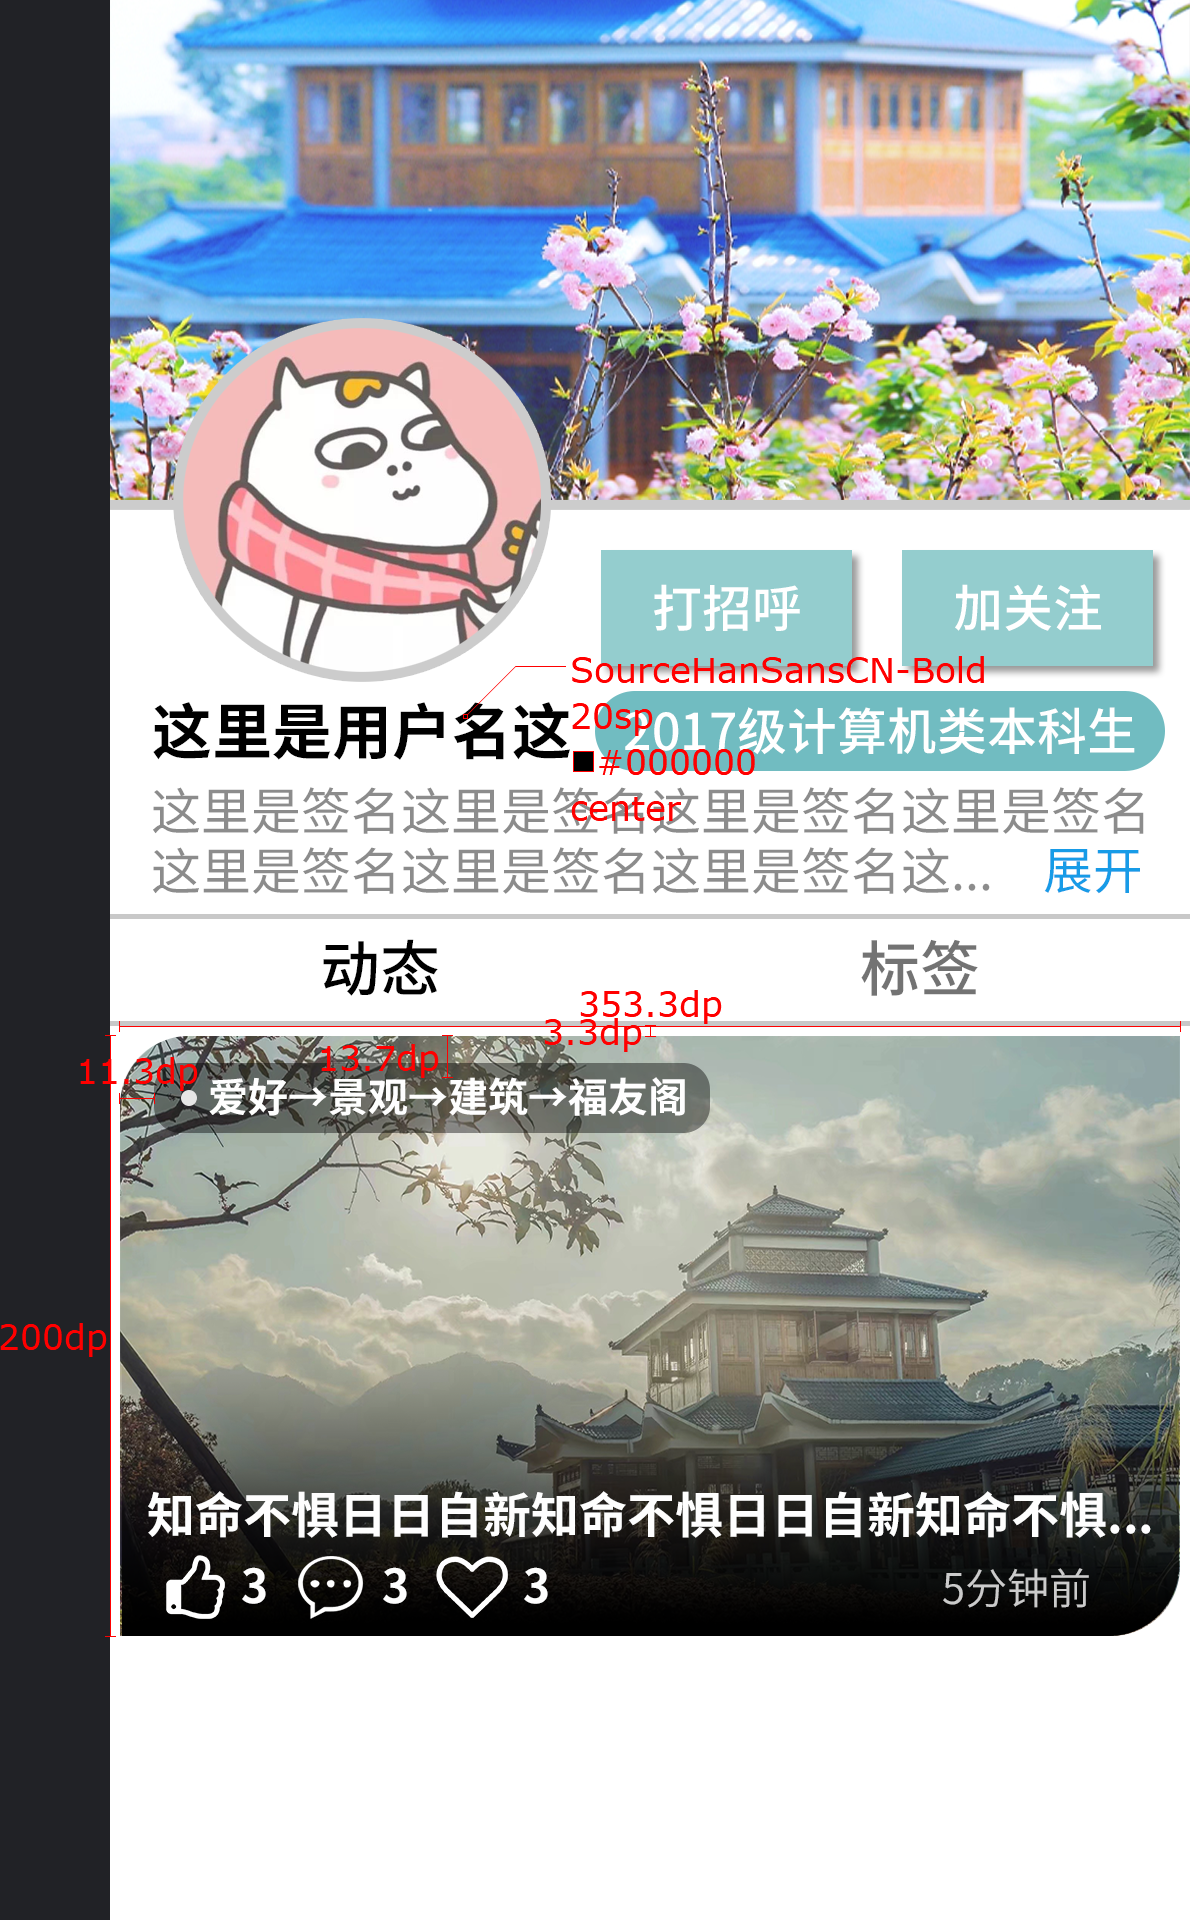 打招呼
加关注
SourceHanSansCN-Bold
20sp
■#000000
center
这里是用户名这
2017级计算机类本科生
这里是签名这里是签名这里是签名这里是签名
这里是签名这里是签名这里是签名这... 展开
动态
标签
353.3dp
3.3dp
13.7dp
11.3dp
爱好→景观→建筑→福友阁
200dp
知命不惧日日自新知命不惧日日自新知命不惧...
3 3 3
5分钟前